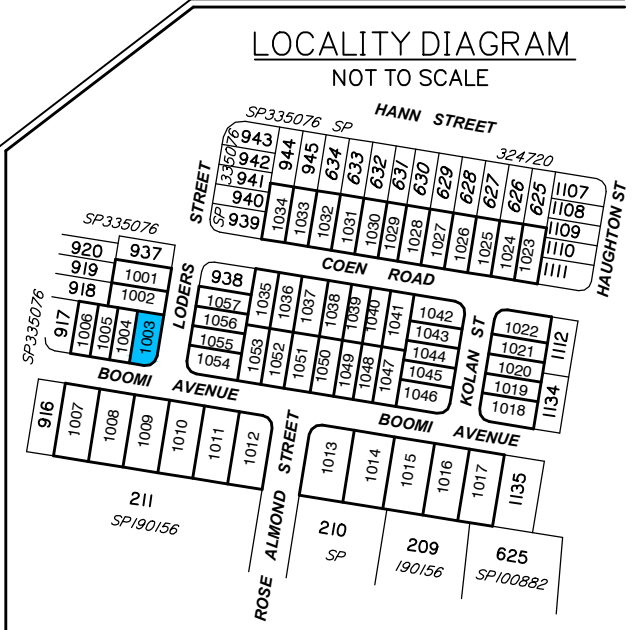 LOCALITY DIAGRAM
NOT TO SCALE
HANN STREET
SP335076 SP 324720
943 944 945 634 633 632 631 630 629 628 627 626 625 1107
942 1108
941 1109
940 1110
939 1111
SP 335076
STREET
HAUGHTON ST
1034 1033 1032 1031 1030 1029 1028 1027 1026 1025 1024 1023
SP335076
920 937
919 1001
918 1002
917 1006 1005 1004 1003
SP335076
LODERS
COEN ROAD
938 1035 1036 1037 1038 1039 1040 1041 1042
1057 1043
1056 1044
1055 1045
1054 1053 1052 1051 1050 1049 1048 1047 1046
KOLAN ST
1022 1112
1021
1020
1019 1134
1018
BOOMI AVENUE
BOOMI AVENUE
916 1007 1008 1009 1010 1011 1012
1013 1014 1015 1016 1017 1135
ROSE ALMOND STREET
211
SP190156
210
SP
209
190156
625
SP100882